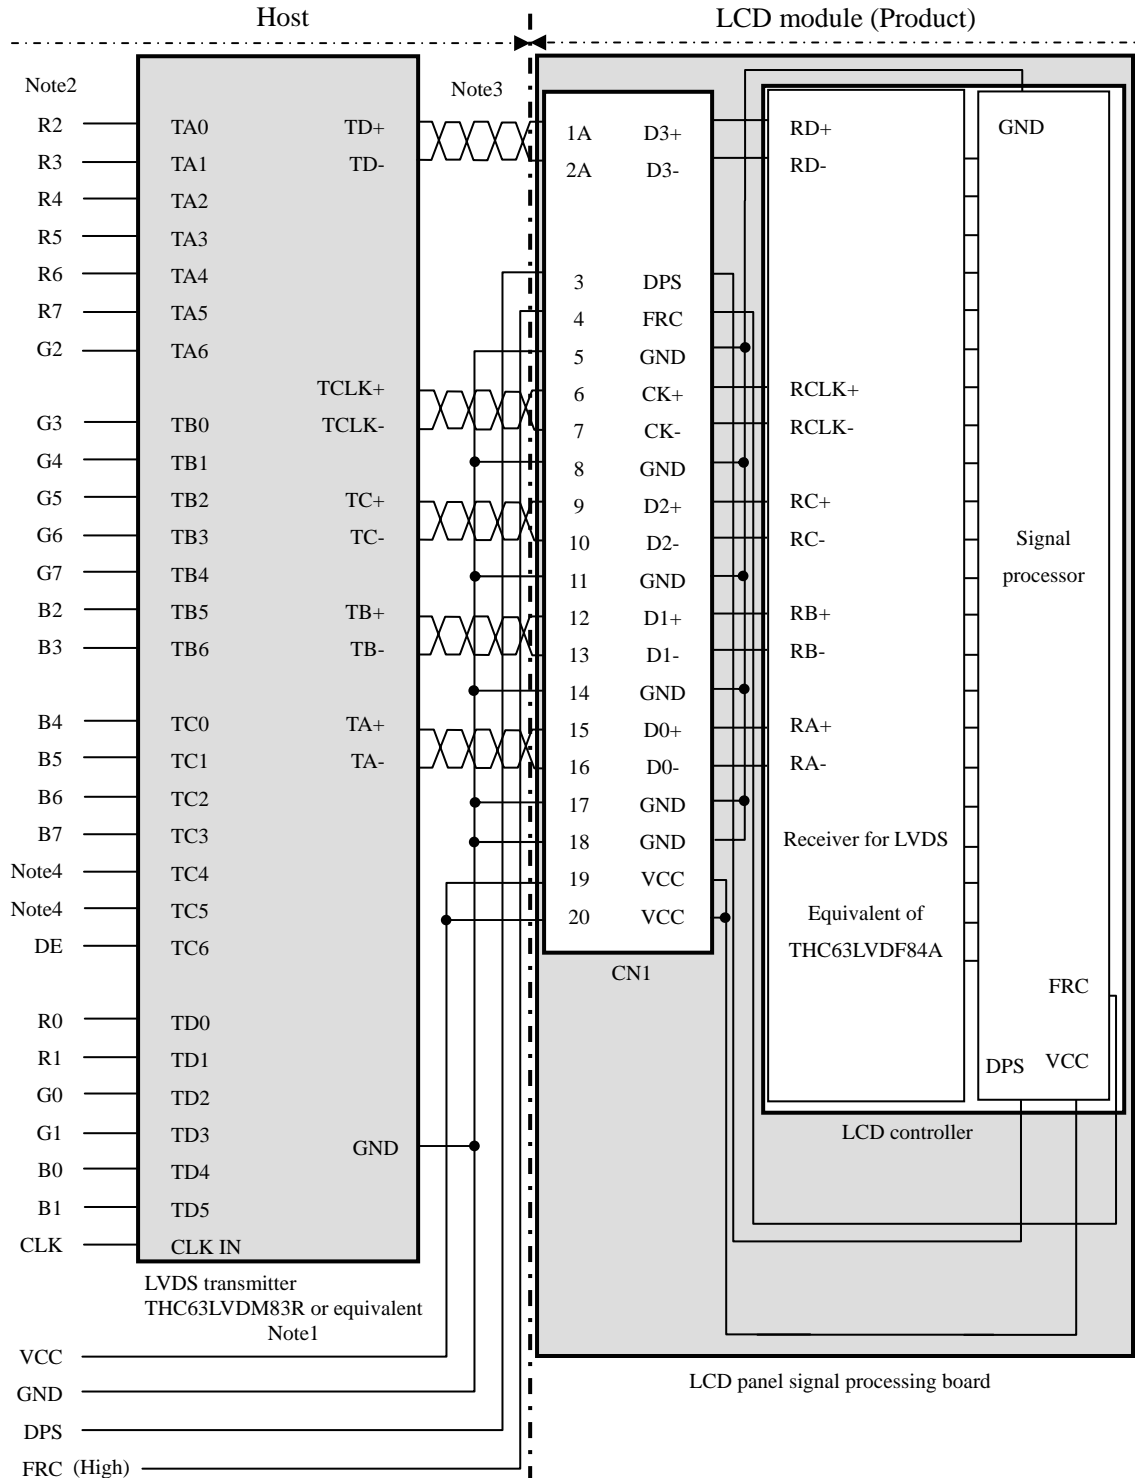 Host
LCD module (Product)
Note2
Note3
R2 TA0 TD+ 1A D3+ RD+ GND
R3 TA1 TD- 2A D3- RD-
R4 TA2
R5 TA3
R6 TA4 3 DPS
R7 TA5 4 FRC
G2 TA6 5 GND
TCLK+ 6 CK+ RCLK+
G3 TB0 TCLK- 7 CK- RCLK-
G4 TB1 8 GND
G5 TB2 TC+ 9 D2+ RC+
G6 TB3 TC- 10 D2- RC- Signal
G7 TB4 11 GND processor
B2 TB5 TB+ 12 D1+ RB+
B3 TB6 TB- 13 D1- RB-
14 GND
B4 TC0 TA+ 15 D0+ RA+
B5 TC1 TA- 16 D0- RA-
B6 TC2 17 GND
B7 TC3 18 GND Receiver for LVDS
Note4 TC4 19 VCC
Note4 TC5 20 VCC Equivalent of
DE TC6 THC63LVDF84A
CN1
FRC
R0 TD0
R1 TD1 DPS VCC
G0 TD2
G1 TD3 GND LCD controller
B0 TD4
B1 TD5
CLK CLK IN
LVDS transmitter
THC63LVDM83R or equivalent
Note1
VCC
GND LCD panel signal processing board
DPS
FRC (High)